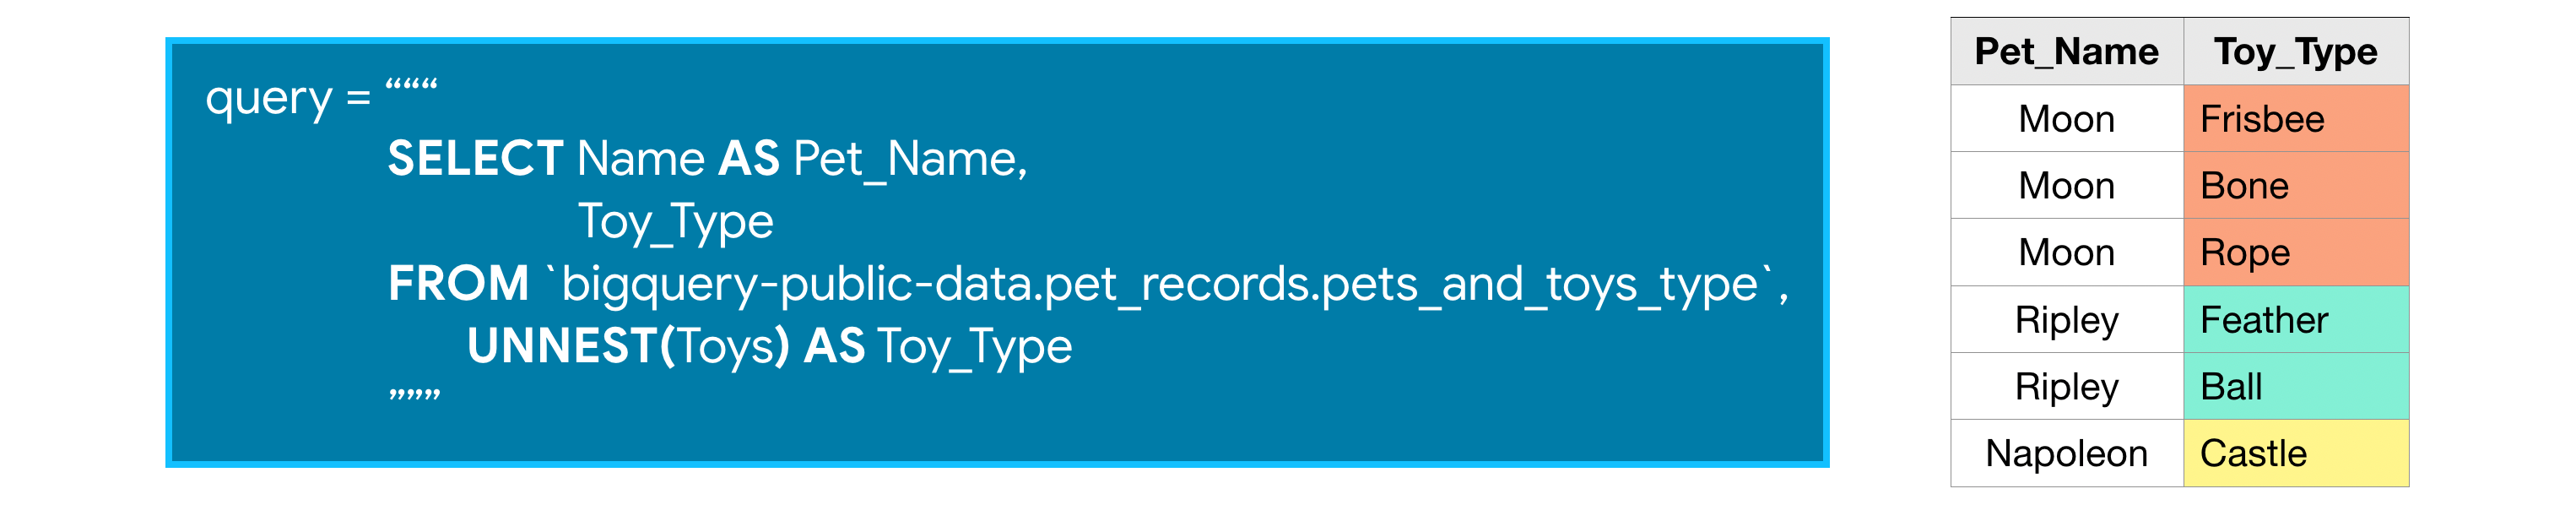 query = “““
SELECT Name AS Pet_Name,
Toy_Type
FROM `bigquery-public-data.pet_records.pets_and_toys_type`,
UNNEST(Toys) AS Toy_Type
”””
Pet_Name Toy_Type
Moon Frisbee
Moon Bone
Moon Rope
Ripley Feather
Ripley Ball
Napoleon Castle